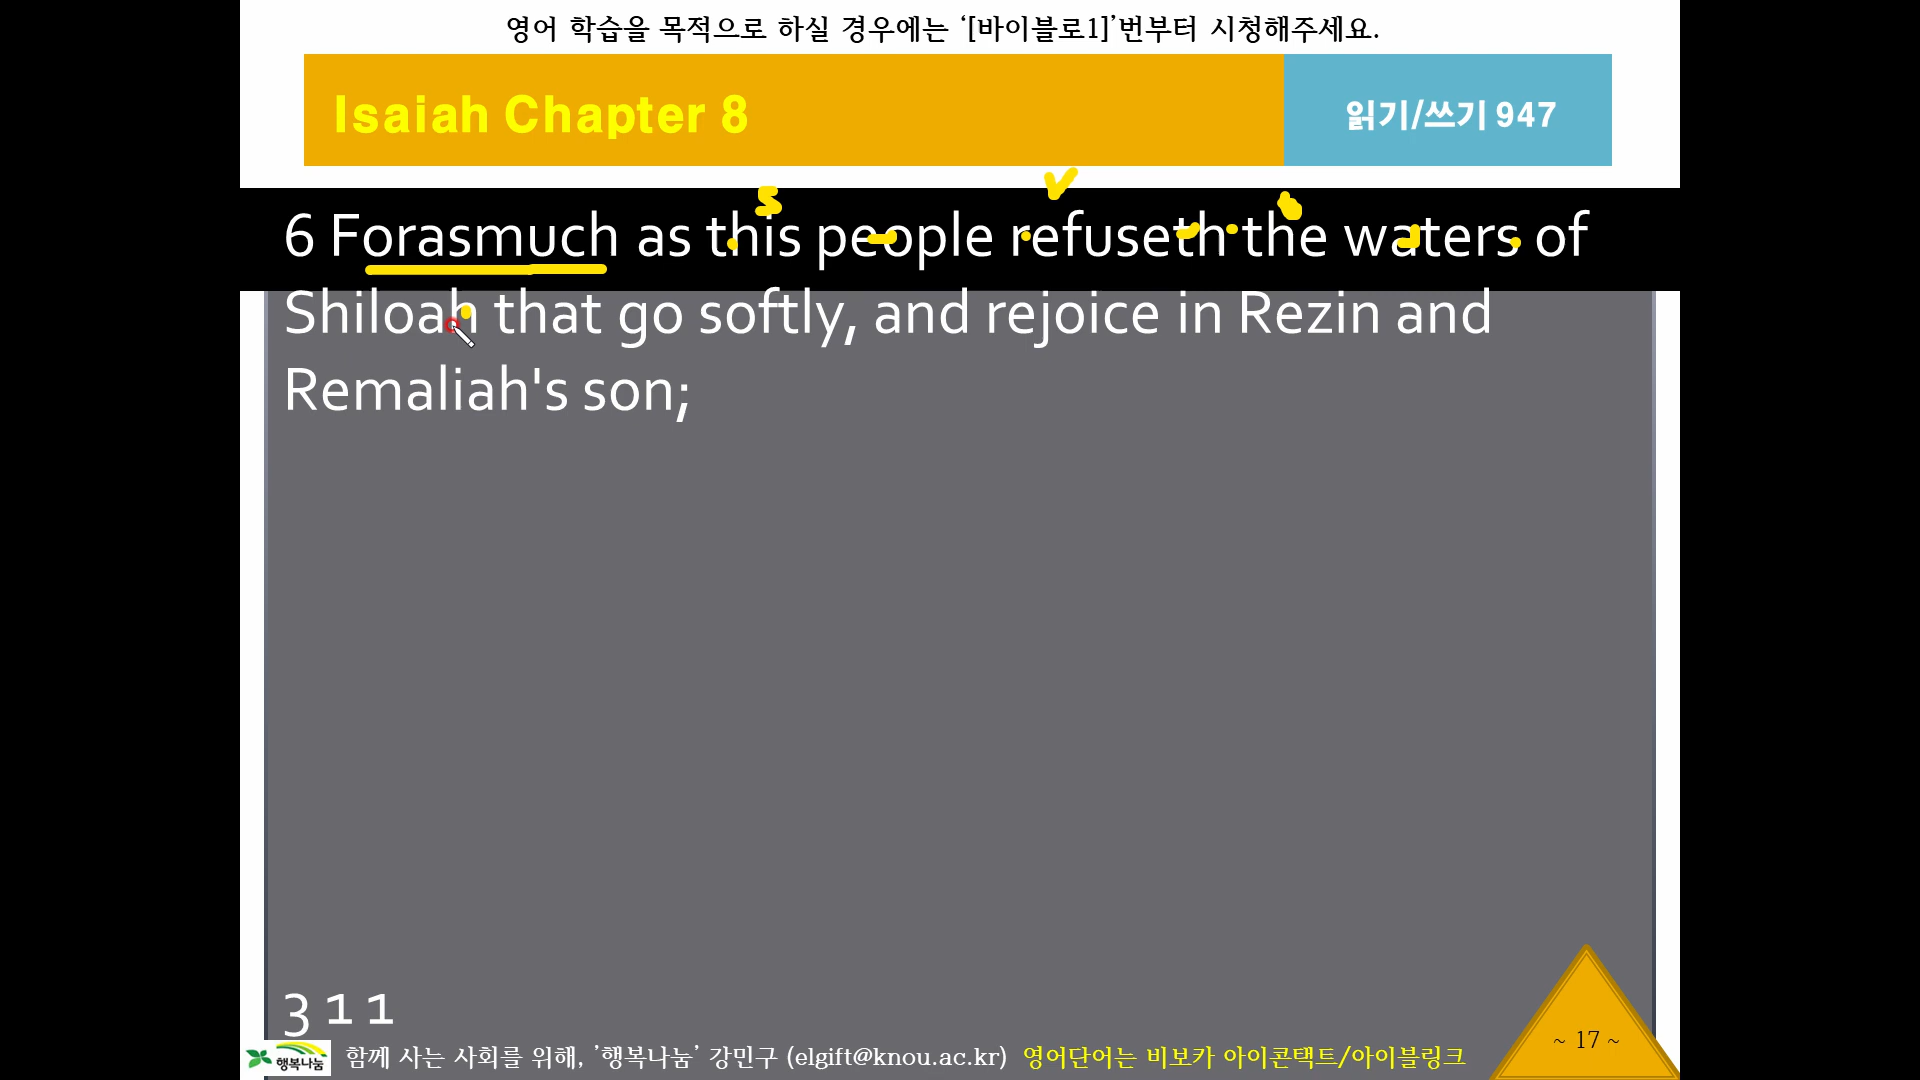 영어 학습을 목적으로 하실 경우에는 ‘[바이블로1]’번부터 시청해주세요.
Isaiah Chapter 8
읽기/쓰기 947
s v o
6 Forasmuch as this people refuseth the waters of
Shiloah that go softly, and rejoice in Rezin and
Remaliah's son;
3 1 1
~ 17 ~
행복나눔 함께 사는 사회를 위해, ’행복나눔’ 강민구 (elgift@knou.ac.kr) 영어단어는 비보카 아이콘택트/아이블링크